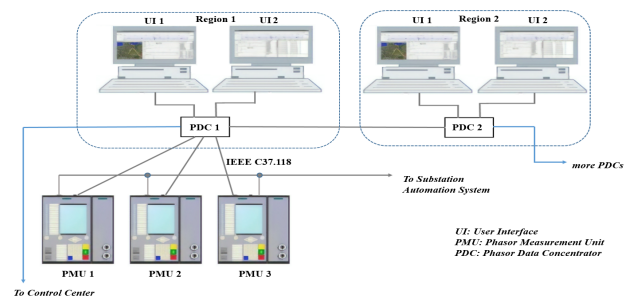 UI 1 Region 1 UI 2
UI 1 Region 2 UI 2
PDC 1
PDC 2
IEEE C37.118
more PDCs
To Substation
Automation System
PMU 1
PMU 2
PMU 3
UI: User Interface
PMU: Phasor Measurement Unit
PDC: Phasor Data Concentrator
To Control Center